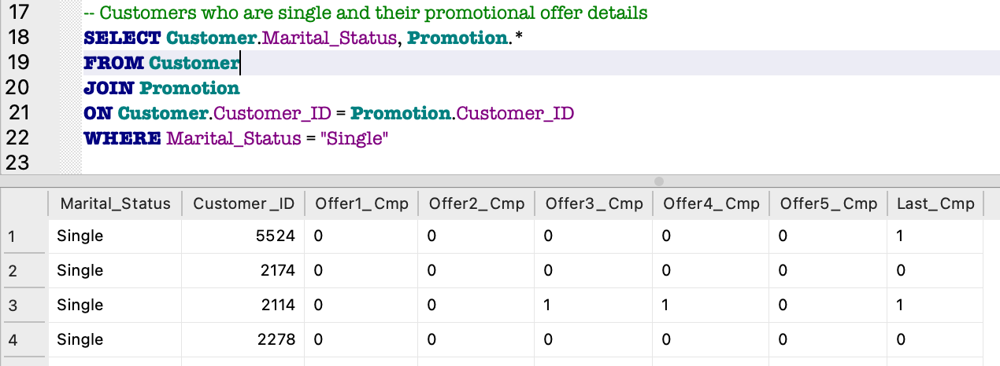 17 -- Customers who are single and their promotional offer details
18 SELECT Customer.Marital_Status, Promotion.*
19 FROM Customer
20 JOIN Promotion
21 ON Customer.Customer_ID = Promotion.Customer_ID
22 WHERE Marital_Status = "Single"
23
Marital_Status Customer_ID Offer1_Cmp Offer2_Cmp Offer3_Cmp Offer4_Cmp Offer5_Cmp Last_Cmp
1 Single 5524 0 0 0 0 0 1
2 Single 2174 0 0 0 0 0 0
3 Single 2114 0 0 1 1 0 1
4 Single 2278 0 0 0 0 0 0